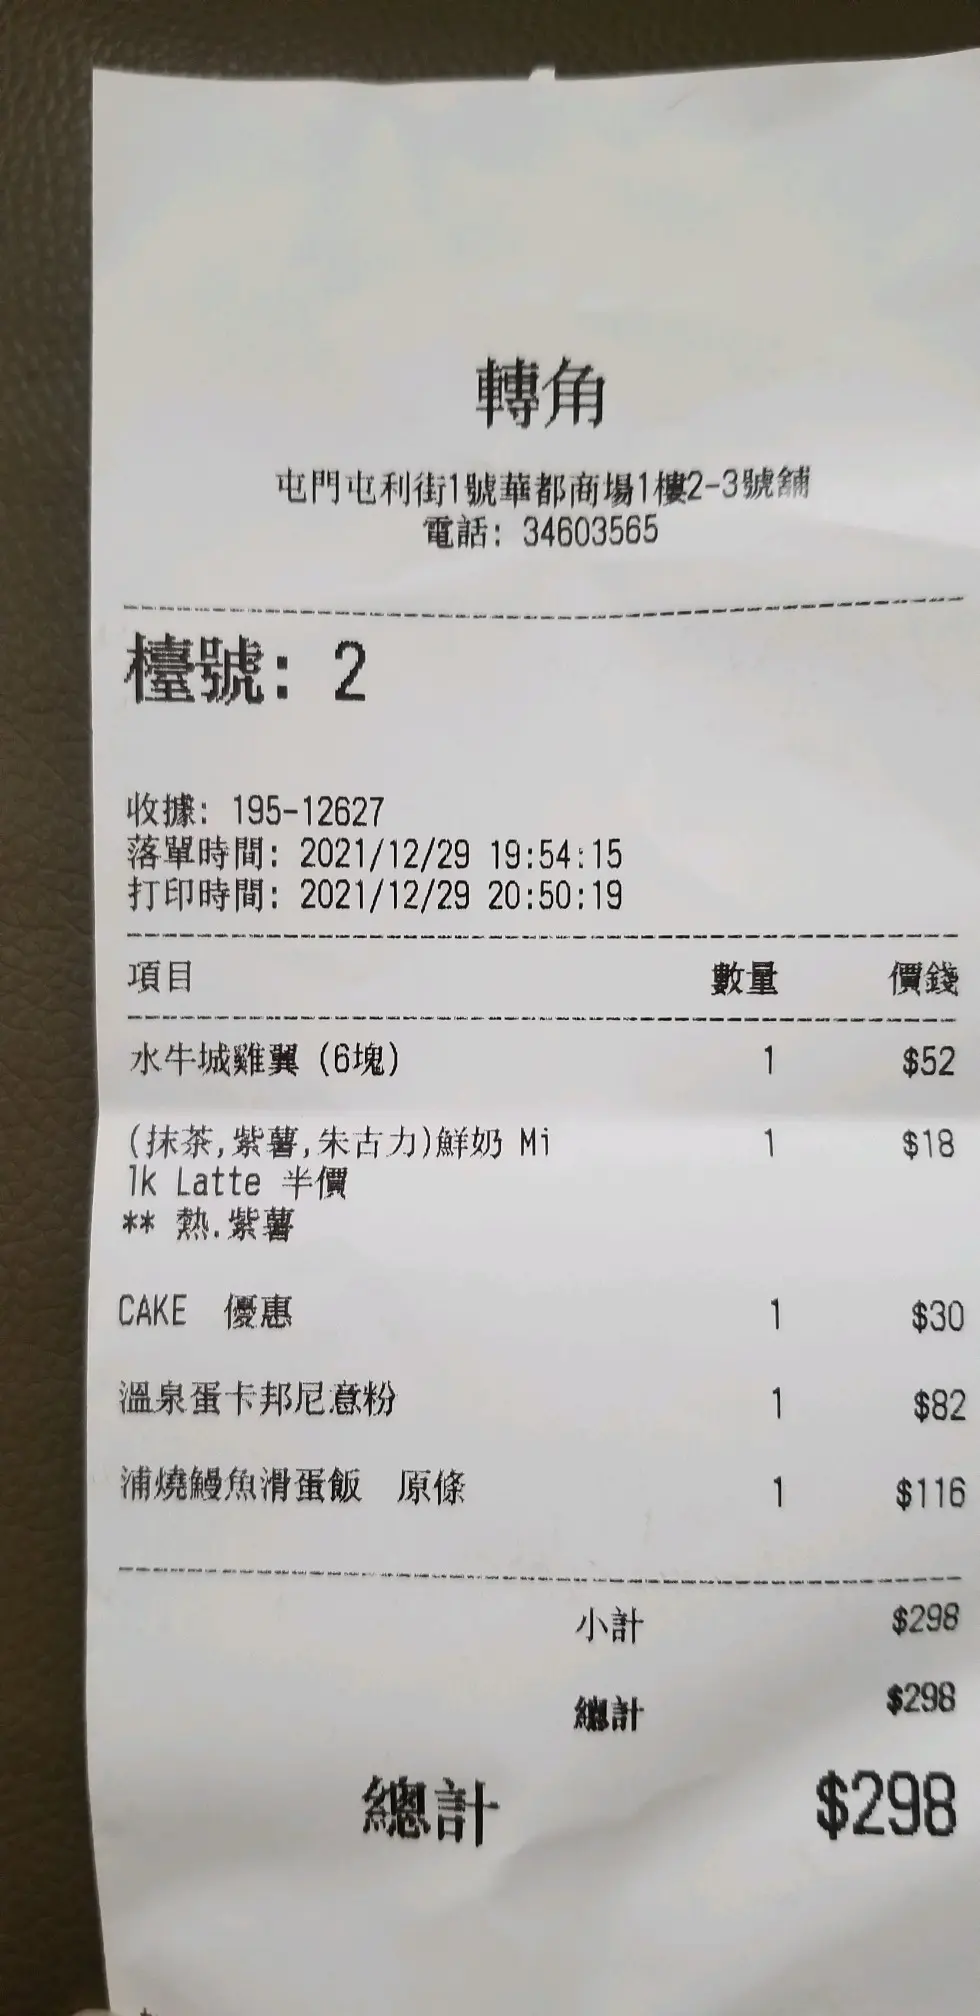 轉角
屯門屯利街1號華都商場1樓2-3號舖
電話: 34603565
檯號: 2
收據: 195-12627
落單時間: 2021/12/29 19:54:15
打印時間: 2021/12/29 20:50:19
項目 數量 價錢
水牛城雞翼 (6塊) 1 $52
(抹茶,紫薯,朱古力)鮮奶 Mi 1 $18
lk Latte 半價
** 熱.紫薯
CAKE 優惠 1 $30
溫泉蛋卡邦尼意粉 1 $82
浦燒鰻魚滑蛋飯 原條 1 $116
小計 $298
總計 $298
總計 $298